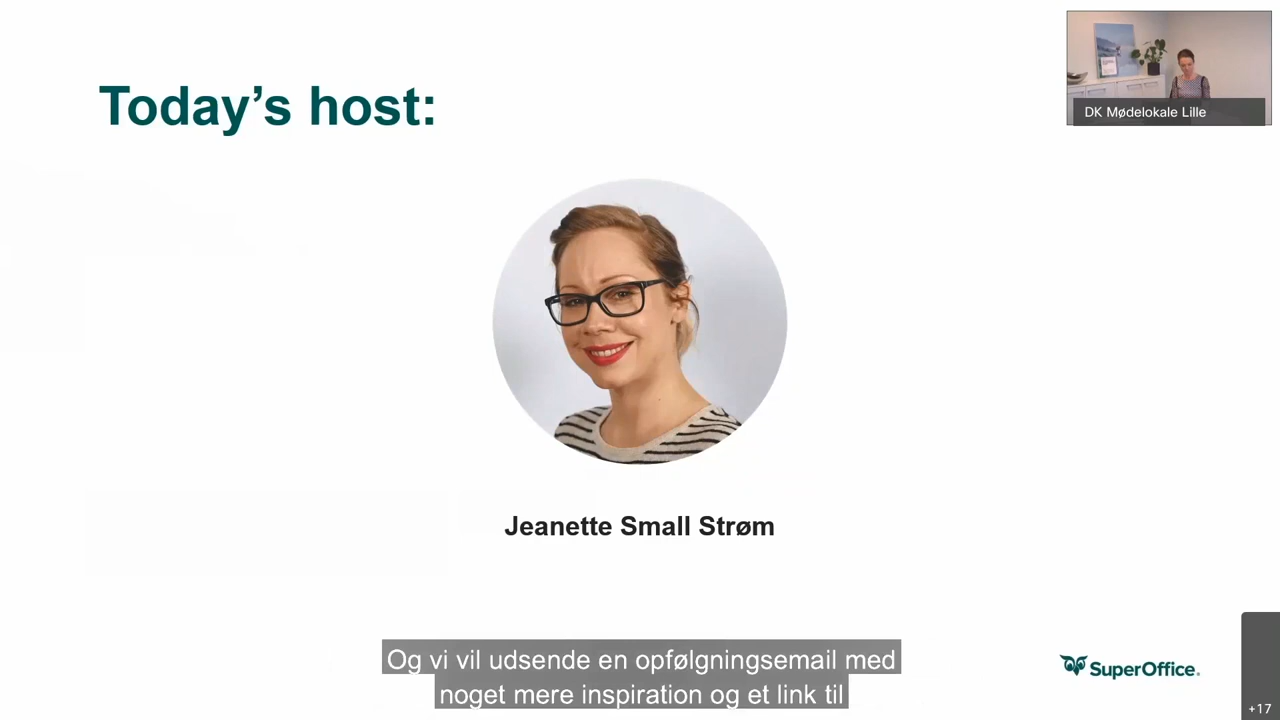 Today’s host:
DK Mødelokale Lille
Jeanette Small Strøm
Og vi vil udsende en opfølgningsemail med
noget mere inspiration og et link til
SuperOffice.
+17